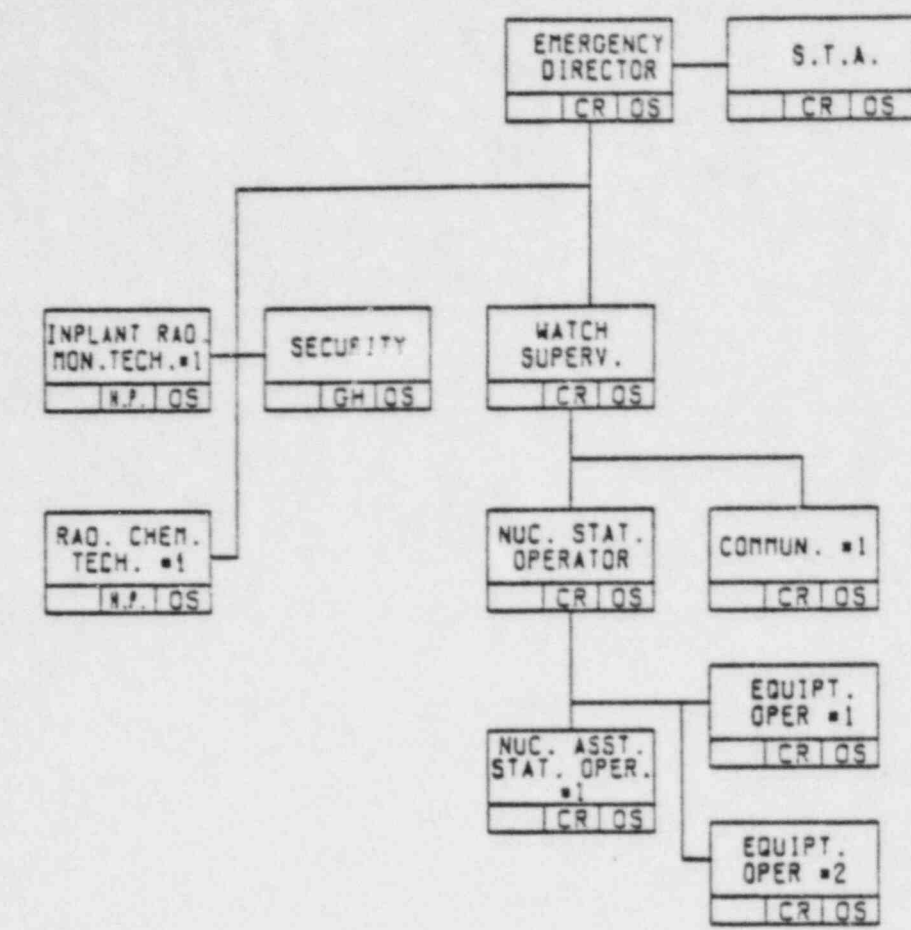 EMERGENCY
DIRECTOR
CR OS
S.T.A.
CR OS
INPLANT RAD.
MON.TECH.#1
H.P. OS
SECURITY
GH OS
WATCH
SUPERV.
CR OS
RAD. CHEM.
TECH. #1
H.P. OS
NUC. STAT.
OPERATOR
CR OS
COMMUN. #1
CR OS
NUC. ASST.
STAT. OPER.
#1
CR OS
EQUIPT.
OPER #1
CR OS
EQUIPT.
OPER #2
CR OS